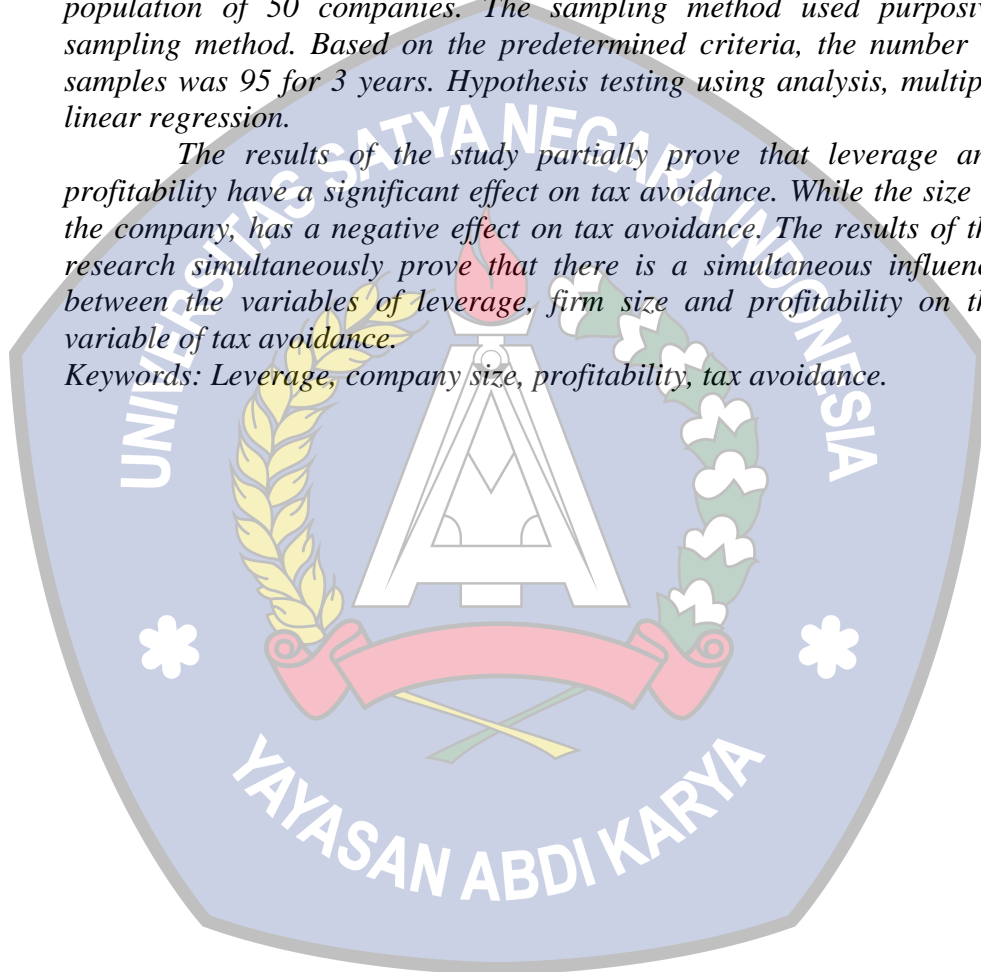 population of 50 companies. The sampling method used purposiv
sampling method. Based on the predetermined criteria, the number
samples was 95 for 3 years. Hypothesis testing using analysis, multip
linear regression.
The results of the study partially prove that leverage an
profitability have a significant effect on tax avoidance. While the size
the company, has a negative effect on tax avoidance. The results of th
research simultaneously prove that there is a simultaneous influen
between the variables of leverage, firm size and profitability on th
variable of tax avoidance.
Keywords: Leverage, company size, profitability, tax avoidance.
UNIVERSITAS SATYA NEGARA INDONESIA
YAYASAN ABDI KARYA